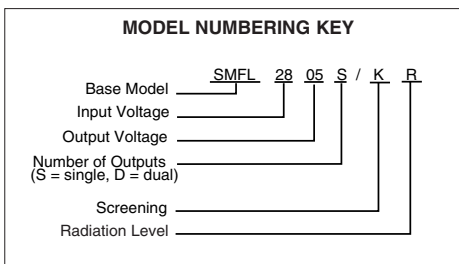 MODEL NUMBERING KEY
SMFL 28 05 S / K R
Base Model
Input Voltage
Output Voltage
Number of Outputs
(S = single, D = dual)
Screening
Radiation Level